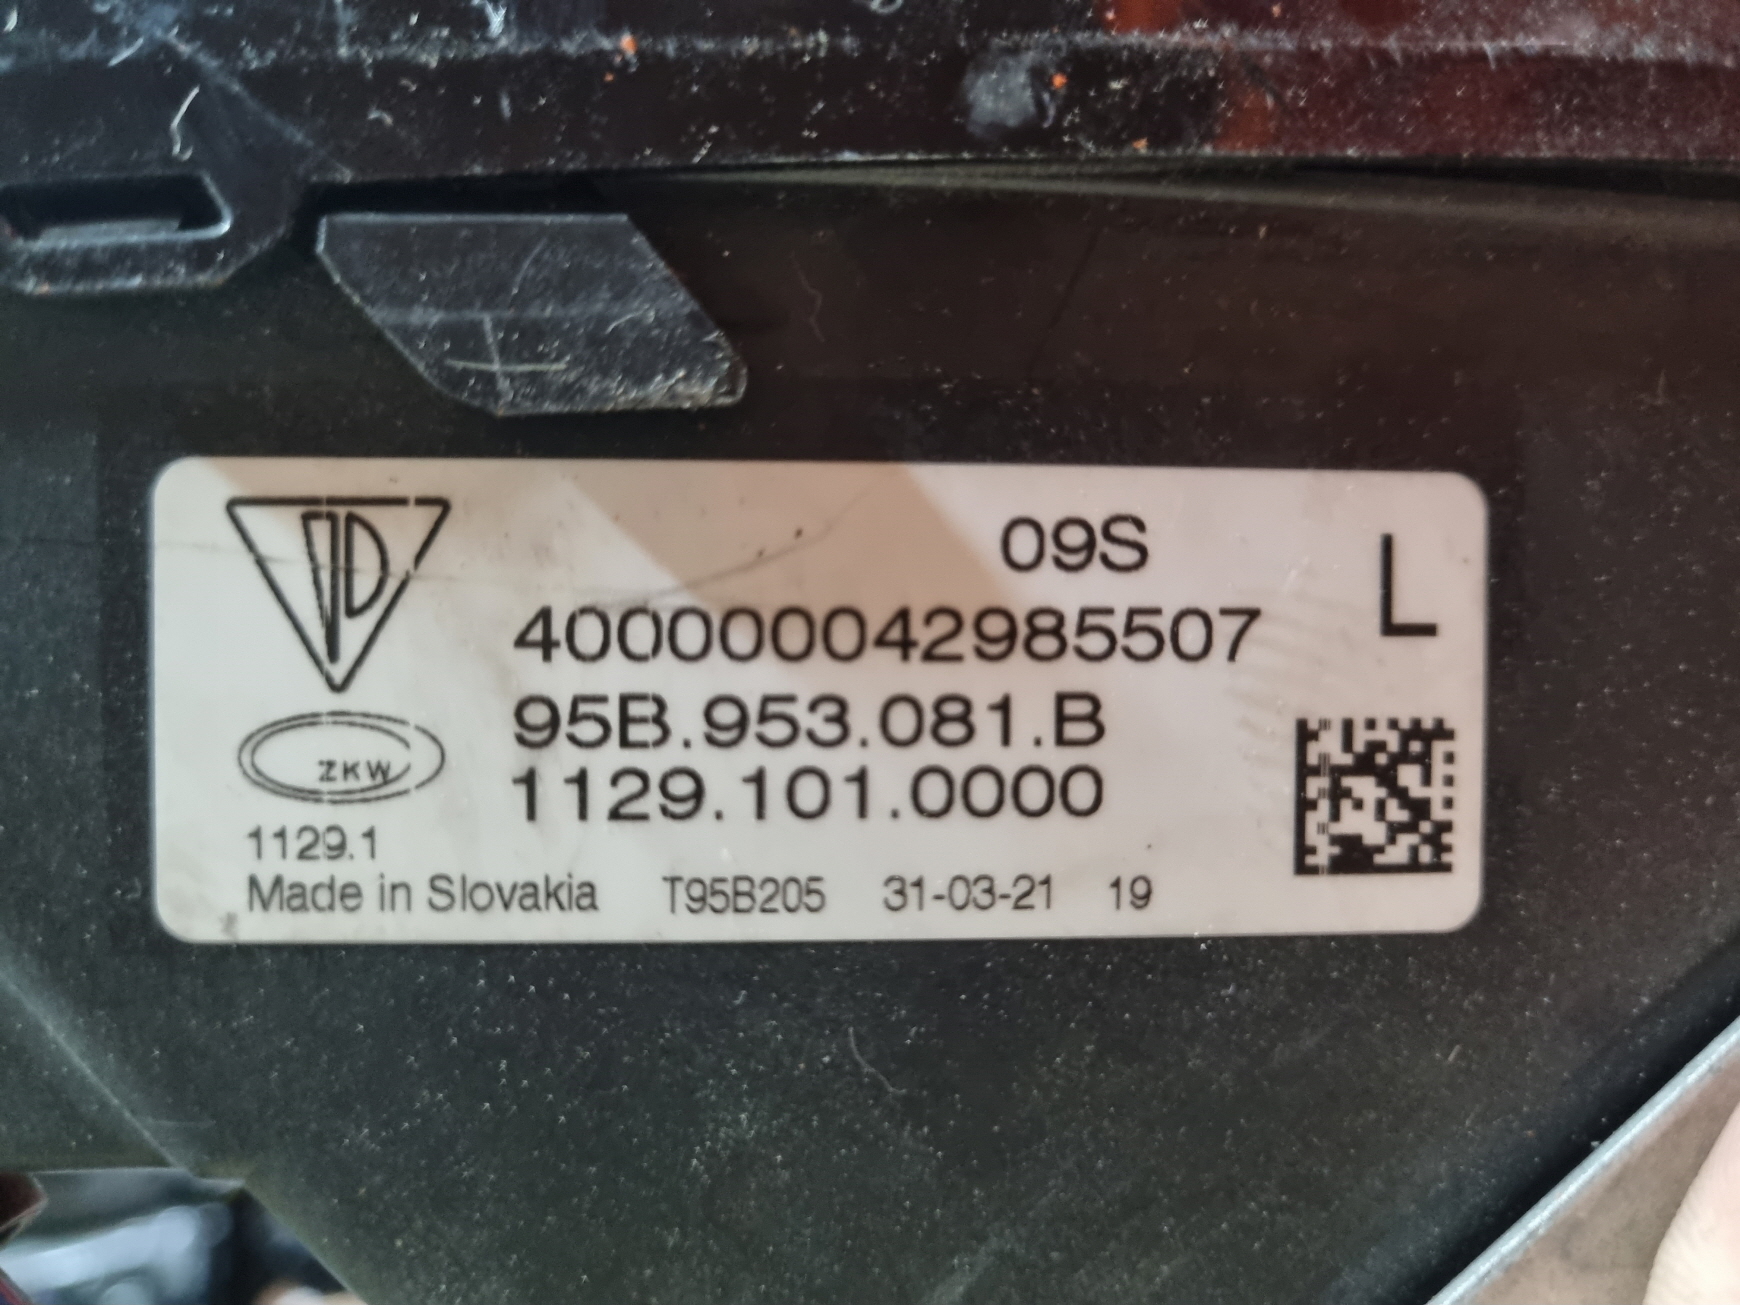 09S
L
400000042985507
95B.953.081.B
ZKW
1129.101.0000
1129.1
Made in Slovakia T95B205 31-03-21 19